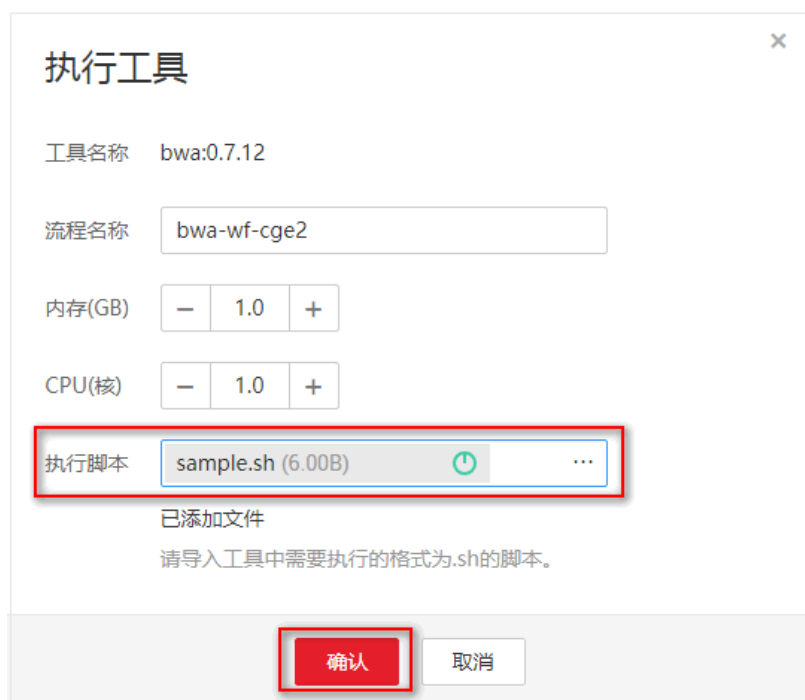 执行工具
工具名称 bwa:0.7.12
流程名称 bwa-wf-cge2
内存(GB) 1.0
CPU(核) 1.0
执行脚本 sample.sh (6.00B) ...
已添加文件
请导入工具中需要执行的格式为.sh的脚本。
确认 取消